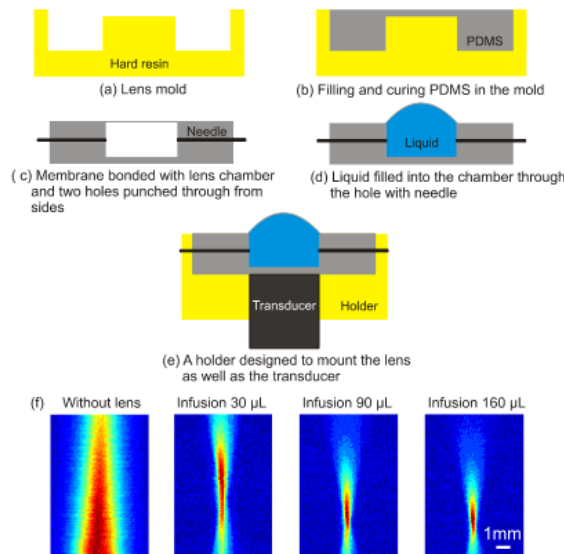 Hard resin
(a) Lens mold
PDMS
(b) Filling and curing PDMS in the mold
Needle
( c) Membrane bonded with lens chamber
and two holes punched through from
sides
Liquid
(d) Liquid filled into the chamber through
the hole with needle
Transducer
Holder
(e) A holder designed to mount the lens
as well as the transducer
(f) Without lens Infusion 30 µL Infusion 90 µL Infusion 160 µL
1mm